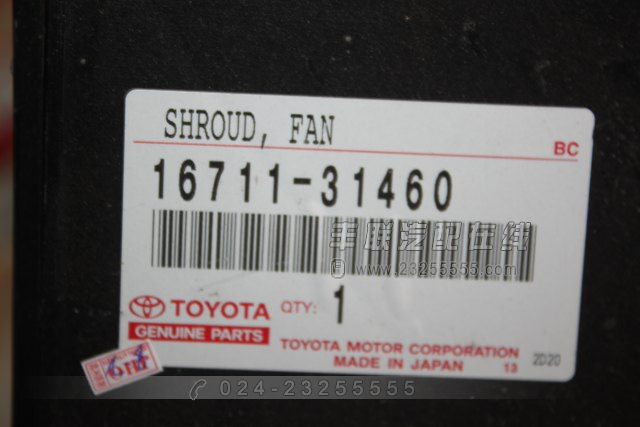 SHROUD, FAN
BC
16711-31460
丰联汽配在线
www.23255555.com
TOYOTA QTY: 1
GENUINE PARTS
TOYOTA MOTOR CORPORATION
MADE IN JAPAN 13 2D20
024-23255555